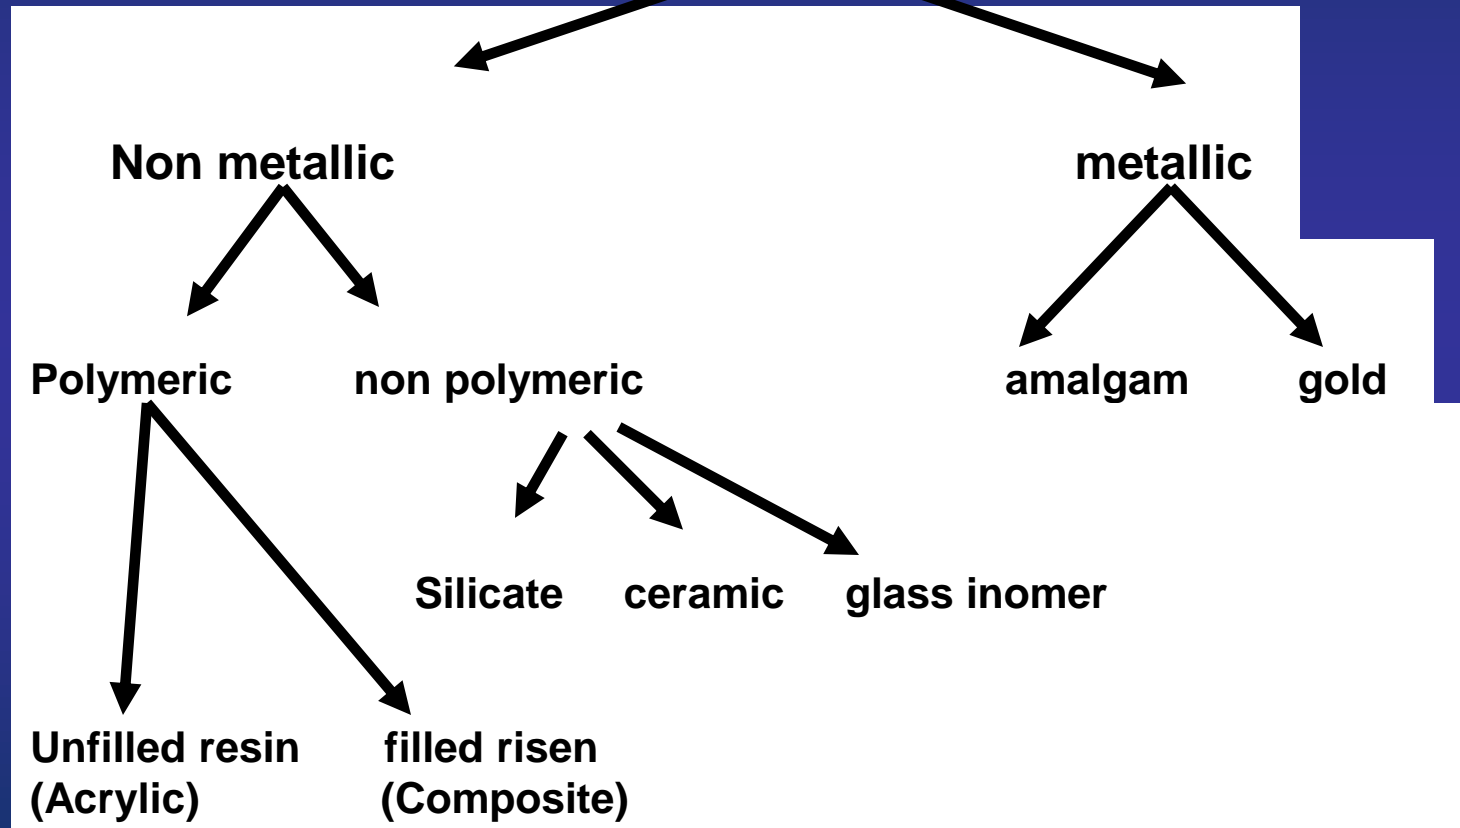 Non metallic metallic
Polymeric non polymeric amalgam gold
Silicate ceramic glass inomer
Unfilled resin filled risen
(Acrylic) (Composite)